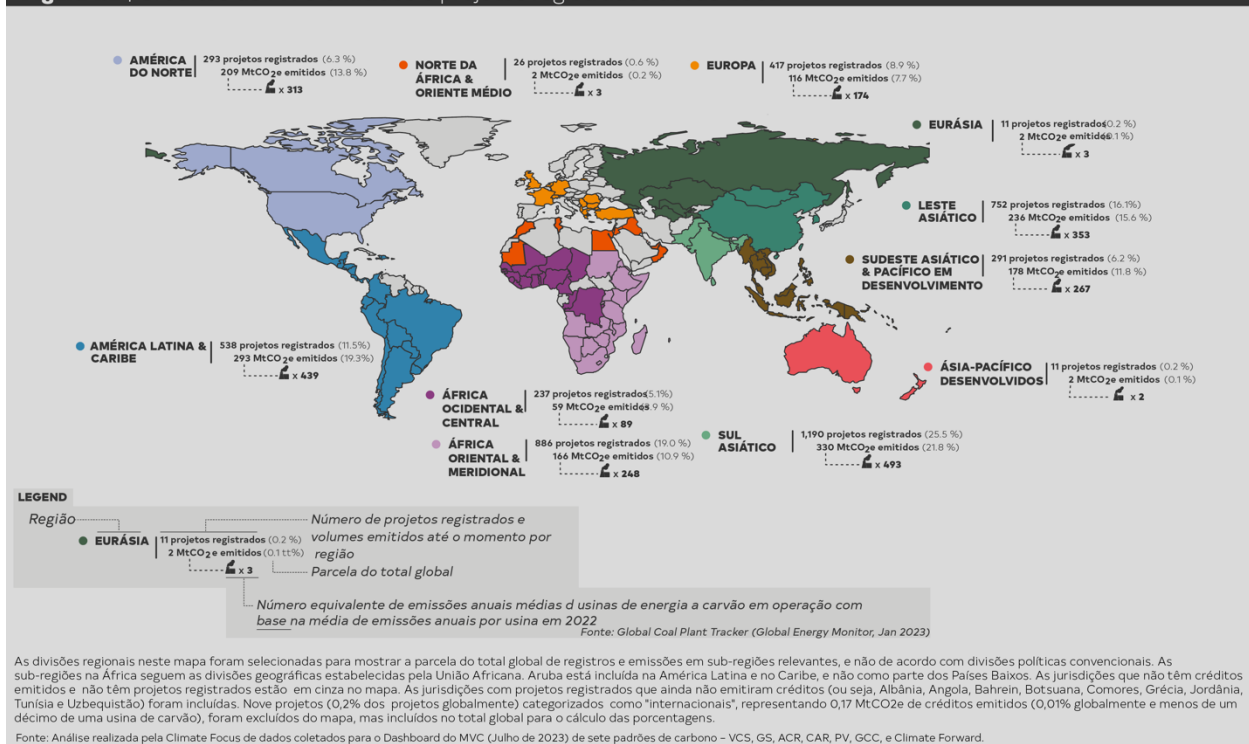 AMÉRICA
DO NORTE
293 projetos registrados (6.3 %)
209 MtCO2e emitidos (13.8 %)
x 313
NORTE DA
ÁFRICA &
ORIENTE MÉDIO
26 projetos registrados (0.6 %)
2 MtCO2e emitidos (0.2 %)
x 3
EUROPA
417 projetos registrados (8.9 %)
116 MtCO2e emitidos (7.7 %)
x 174
EURÁSIA
11 projetos registrados (0.2 %)
2 MtCO2e emitidos (0.1 %)
x 3
LESTE
ASIÁTICO
752 projetos registrados (16.1%)
236 MtCO2e emitidos (15.6 %)
x 353
SUDESTE ASIÁTICO
& PACÍFICO EM
DESENVOLVIMENTO
291 projetos registrados (6.2 %)
178 MtCO2e emitidos (11.8 %)
x 267
AMÉRICA LATINA &
CARIBE
538 projetos registrados (11.5%)
293 MtCO2e emitidos (19.3%)
x 439
ÁSIA-PACÍFICO
DESENVOLVIDOS
11 projetos registrados (0.2 %)
2 MtCO2e emitidos (0.1 %)
x 2
ÁFRICA
OCIDENTAL &
CENTRAL
237 projetos registrados (5.1%)
59 MtCO2e emitidos (3.9 %)
x 89
ÁFRICA
ORIENTAL &
MERIDIONAL
886 projetos registrados (19.0 %)
166 MtCO2e emitidos (10.9 %)
x 248
SUL
ASIÁTICO
1,190 projetos registrados (25.5 %)
330 MtCO2e emitidos (21.8 %)
x 493
LEGEND
Região
EURÁSIA
11 projetos registrados (0.2 %)
2 MtCO2e emitidos (0.1 tt%)
x 3
Número de projetos registrados e
volumes emitidos até o momento por
região
Parcela do total global
Número equivalente de emissões anuais médias d usinas de energia a carvão em operação com
base na média de emissões anuais por usina em 2022
Fonte: Global Coal Plant Tracker (Global Energy Monitor, Jan 2023)
As divisões regionais neste mapa foram selecionadas para mostrar a parcela do total global de registros e emissões em sub-regiões relevantes, e não de acordo com divisões políticas convencionais. As
sub-regiões na África seguem as divisões geográficas estabelecidas pela União Africana. Aruba está incluída na América Latina e no Caribe, e não como parte dos Países Baixos. As jurisdições que não têm créditos
emitidos e não têm projetos registrados estão em cinza no mapa. As jurisdições com projetos registrados que ainda não emitiram créditos (ou seja, Albânia, Angola, Bahrein, Botsuana, Comores, Grécia, Jordânia,
Tunísia e Uzbequistão) foram incluídas. Nove projetos (0,2% dos projetos globalmente) categorizados como "internacionais", representando 0,17 MtCO2e de créditos emitidos (0,01% globalmente e menos de um
décimo de uma usina de carvão), foram excluídos do mapa, mas incluídos no total global para o cálculo das porcentagens.
Fonte: Análise realizada pela Climate Focus de dados coletados para o Dashboard do MVC (Julho de 2023) de sete padrões de carbono – VCS, GS, ACR, CAR, PV, GCC, e Climate Forward.